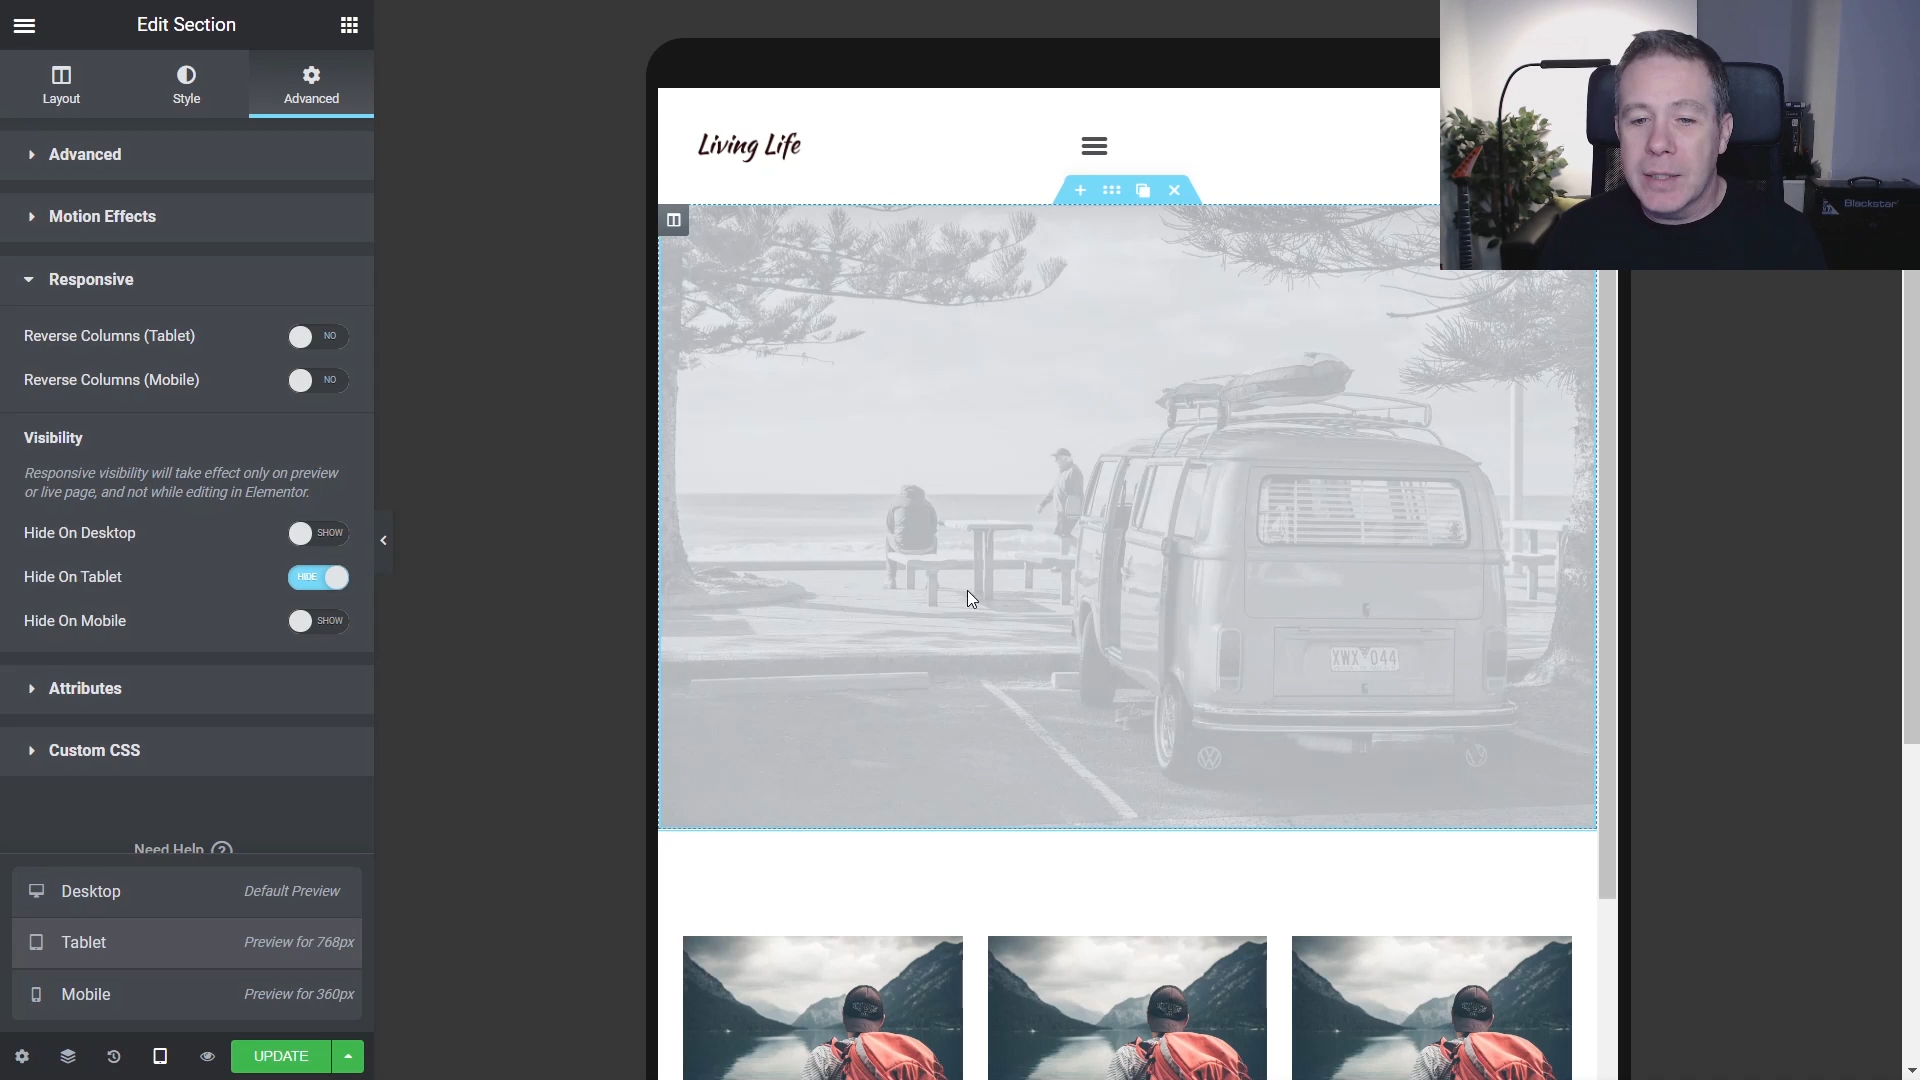 Edit Section
Layout
Style
Advanced
Advanced
Motion Effects
Responsive
Reverse Columns (Tablet)
NO
Reverse Columns (Mobile)
NO
Visibility
Responsive visibility will take effect only on preview
or live page, and not while editing in Elementor.
Hide On Desktop
SHOW
Hide On Tablet
HIDE
Hide On Mobile
SHOW
Attributes
Custom CSS
Need Help
Desktop
Default Preview
Tablet
Preview for 768px
Mobile
Preview for 360px
UPDATE
Living Life
XWX 044
Blackstar